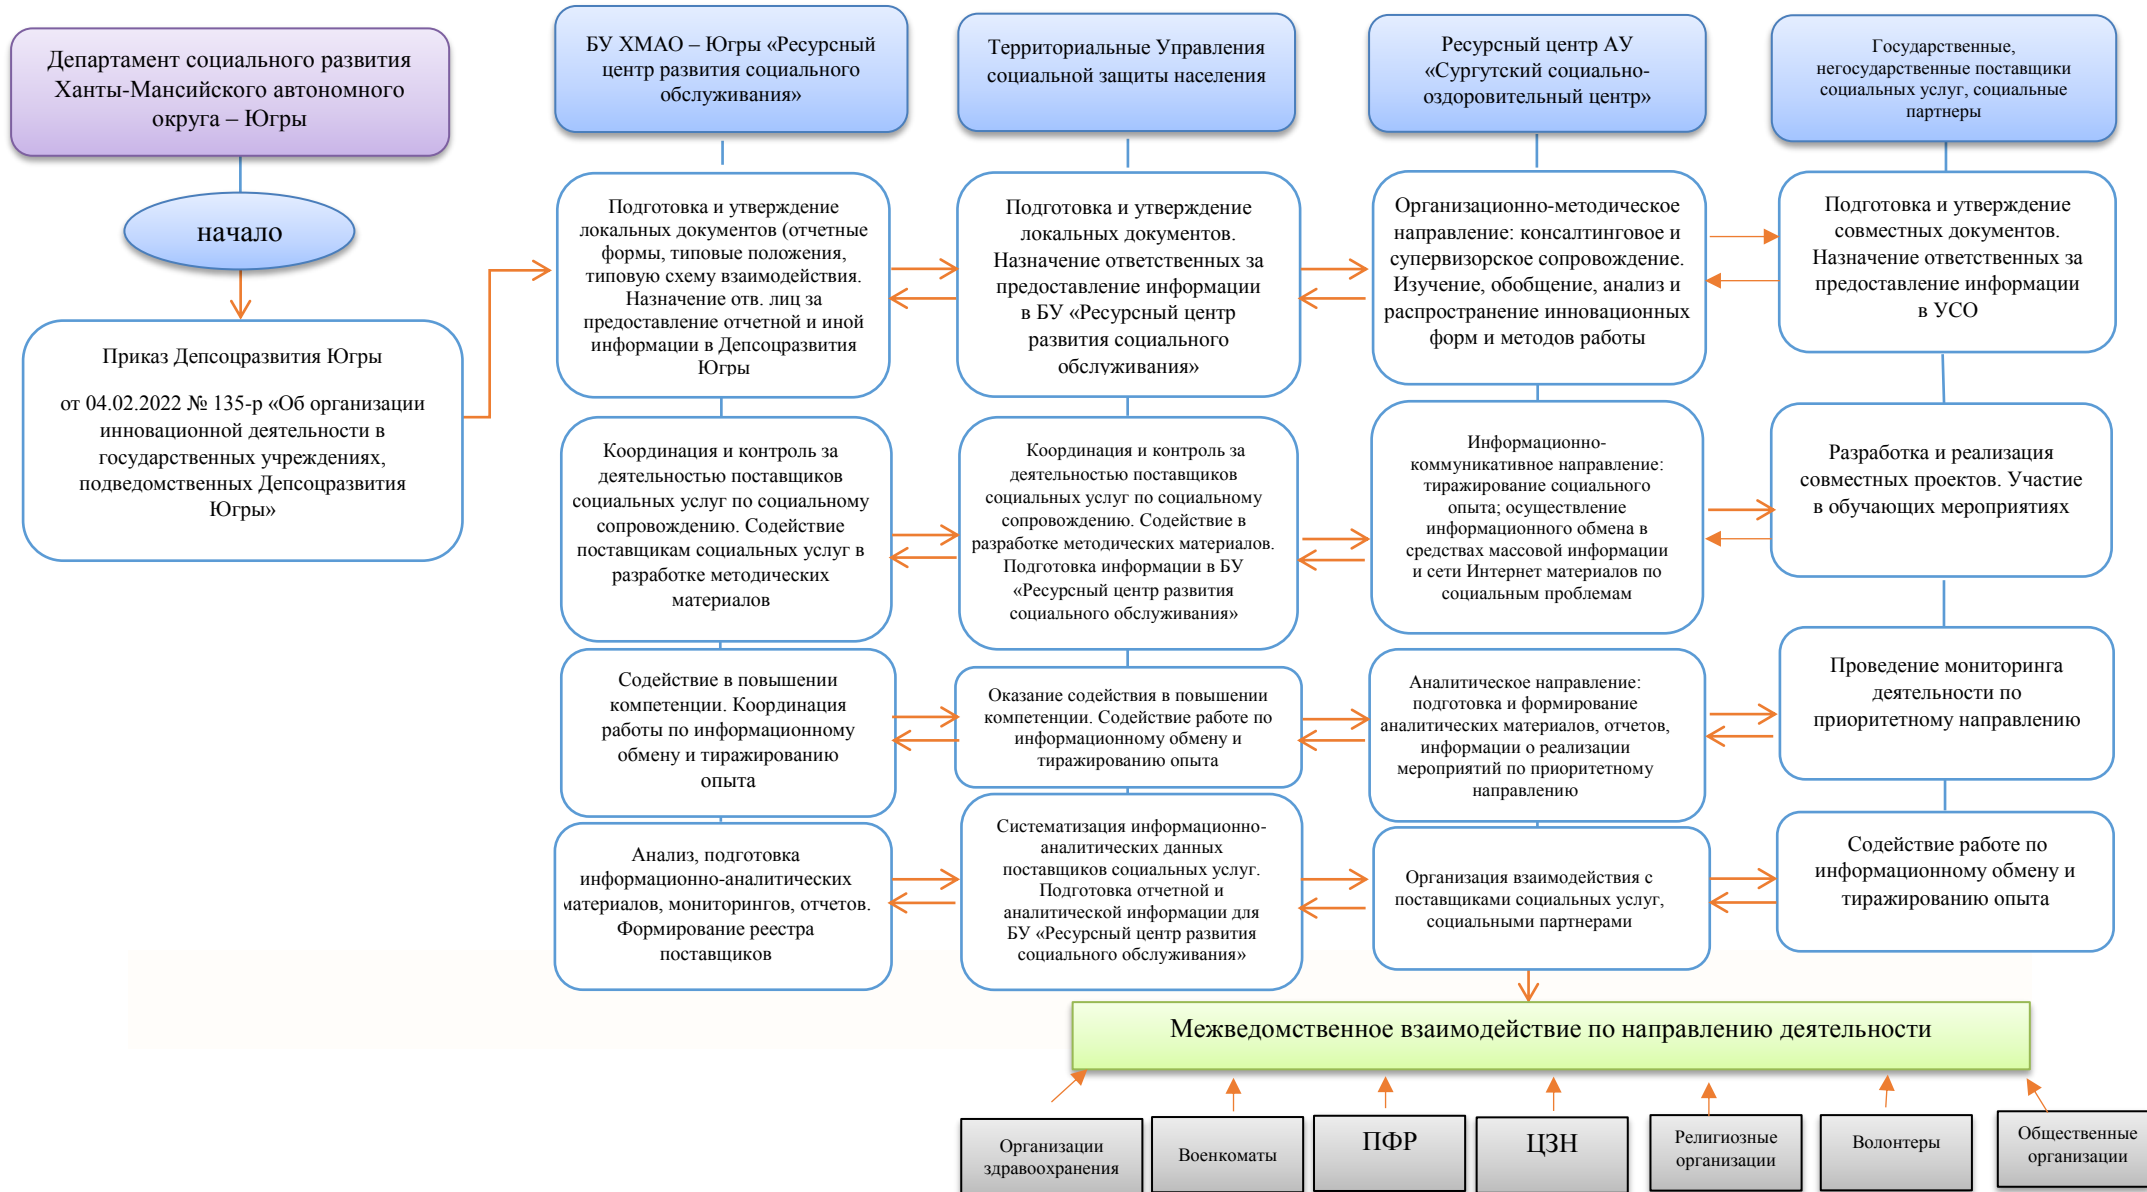 Департамент социального развития
Ханты-Мансийского автономного
округа – Югры
начало
Приказ Депсоцразвития Югры
от 04.02.2022 № 135-р «Об организации
инновационной деятельности в
государственных учреждениях,
подведомственных Депсоцразвития
Югры»
БУ ХМАО – Югры «Ресурсный
центр развития социального
обслуживания»
Подготовка и утверждение
локальных документов (отчетные
формы, типовые положения,
типовую схему взаимодействия.
Назначение отв. лиц за
предоставление отчетной и иной
информации в Депсоцразвития
Югры
Координация и контроль за
деятельностью поставщиков
социальных услуг по социальному
сопровождению. Содействие
поставщикам социальных услуг в
разработке методических
материалов
Содействие в повышении
компетенции. Координация
работы по информационному
обмену и тиражированию
опыта
Анализ, подготовка
информационно-аналитических
материалов, мониторингов, отчетов.
Формирование реестра
поставщиков
Территориальные Управления
социальной защиты населения
Подготовка и утверждение
локальных документов.
Назначение ответственных за
предоставление информации
в БУ «Ресурсный центр
развития социального
обслуживания»
Координация и контроль за
деятельностью поставщиков
социальных услуг по социальному
сопровождению. Содействие в
разработке методических материалов.
Подготовка информации в БУ
«Ресурсный центр развития
социального обслуживания»
Оказание содействия в повышении
компетенции. Содействие работе по
информационному обмену и
тиражированию опыта
Систематизация информационно-
аналитических данных
поставщиков социальных услуг.
Подготовка отчетной и
аналитической информации для
БУ «Ресурсный центр развития
социального обслуживания»
Ресурсный центр АУ
«Сургутский социально-
оздоровительный центр»
Организационно-методическое
направление: консалтинговое и
супервизорское сопровождение.
Изучение, обобщение, анализ и
распространение инновационных
форм и методов работы
Информационно-
коммуникативное направление:
тиражирование социального
опыта; осуществление
информационного обмена в
средствах массовой информации
и сети Интернет материалов по
социальным проблемам
Аналитическое направление:
подготовка и формирование
аналитических материалов, отчетов,
информации о реализации
мероприятий по приоритетному
направлению
Организация взаимодействия с
поставщиками социальных услуг,
социальными партнерами
Государственные,
негосударственные поставщики
социальных услуг, социальные
партнеры
Подготовка и утверждение
совместных документов.
Назначение ответственных за
предоставление информации
в УСО
Разработка и реализация
совместных проектов. Участие
в обучающих мероприятиях
Проведение мониторинга
деятельности по
приоритетному направлению
Содействие работе по
информационному обмену и
тиражированию опыта
Межведомственное взаимодействие по направлению деятельности
Организации
здравоохранения
Военкоматы
ПФР
ЦЗН
Религиозные
организации
Волонтеры
Общественные
организации